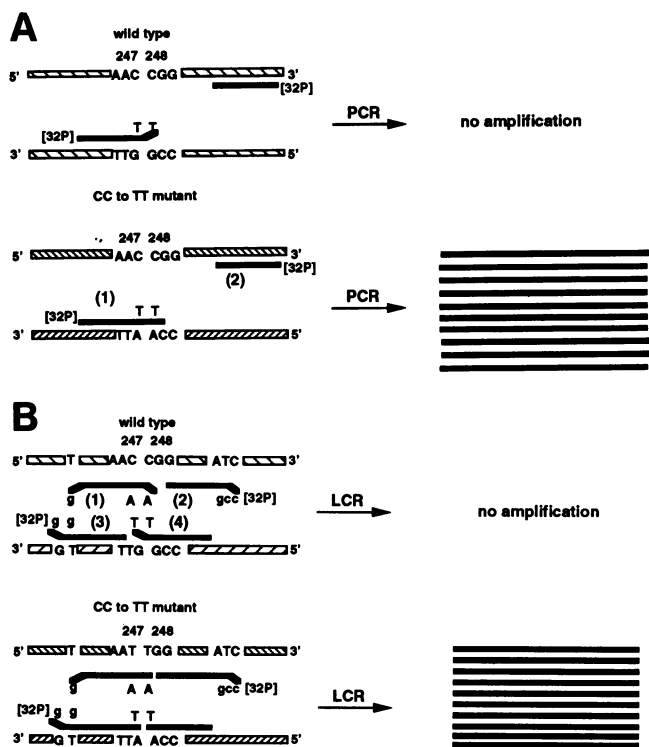 A
wild type
247 248
5' AAC CGG 3'
[32P]
PCR
no amplification
T T
[32P]
3' TTG GCC 5'
CC to TT mutant
247 248
5' AAC CGG 3'
[32P]
(2)
(1)
PCR
T T
[32P]
3' TTA ACC 5'
B
wild type
247 248
5' T AAC CGG ATC 3'
(1) (2)
g A A gcc [32P]
LCR
no amplification
[32P] g g (3) T T (4)
3' G T TTG GCC 5'
CC to TT mutant
247 248
5' T AAT TGG ATC 3'
g A A gcc [32P]
LCR
[32P] g g T T
3' G T TTA ACC 5'